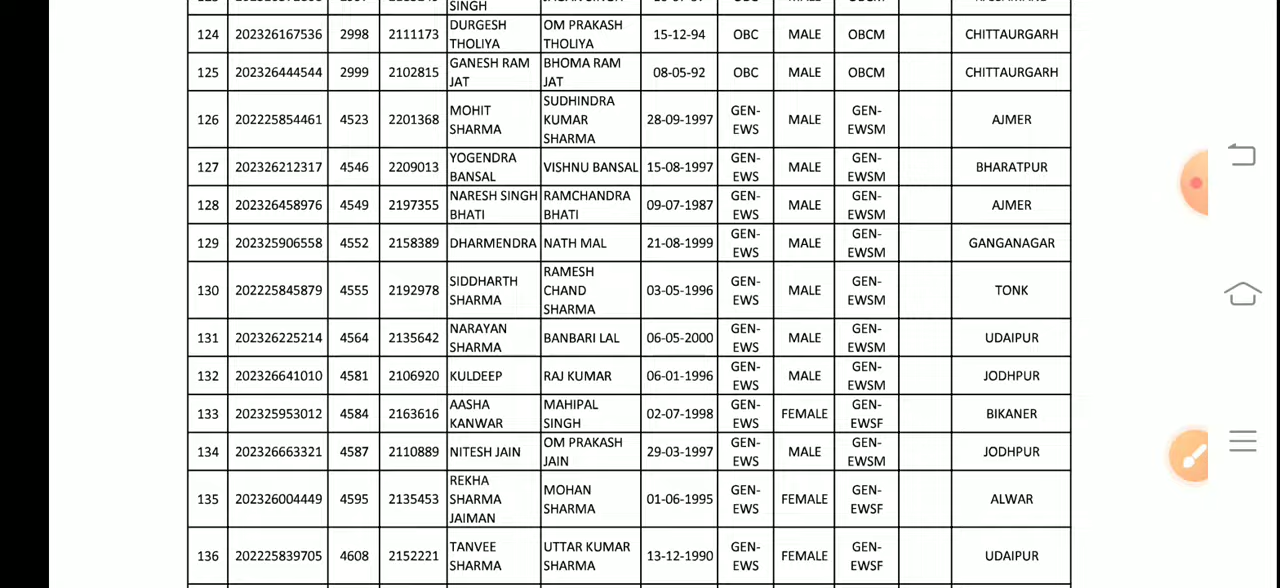 SINGH
124 202326167536 2998 2111173 DURGESH THOLIYA OM PRAKASH THOLIYA 15-12-94 OBC MALE OBCM CHITTAURGARH
125 202326444544 2999 2102815 GANESH RAM JAT BHOMA RAM JAT 08-05-92 OBC MALE OBCM CHITTAURGARH
126 202225854461 4523 2201368 MOHIT SHARMA SUDHINDRA KUMAR SHARMA 28-09-1997 GEN-EWS MALE GEN-EWSM AJMER
127 202326212317 4546 2209013 YOGENDRA BANSAL VISHNU BANSAL 15-08-1997 GEN-EWS MALE GEN-EWSM BHARATPUR
128 202326458976 4549 2197355 NARESH SINGH BHATI RAMCHANDRA BHATI 09-07-1987 GEN-EWS MALE GEN-EWSM AJMER
129 202325906558 4552 2158389 DHARMENDRA NATH MAL 21-08-1999 GEN-EWS MALE GEN-EWSM GANGANAGAR
130 202225845879 4555 2192978 SIDDHARTH SHARMA RAMESH CHAND SHARMA 03-05-1996 GEN-EWS MALE GEN-EWSM TONK
131 202326225214 4564 2135642 NARAYAN SHARMA BANBARI LAL 06-05-2000 GEN-EWS MALE GEN-EWSM UDAIPUR
132 202326641010 4581 2106920 KULDEEP RAJ KUMAR 06-01-1996 GEN-EWS MALE GEN-EWSM JODHPUR
133 202325953012 4584 2163616 AASHA KANWAR MAHIPAL SINGH 02-07-1998 GEN-EWS FEMALE GEN-EWSF BIKANER
134 202326663321 4587 2110889 NITESH JAIN OM PRAKASH JAIN 29-03-1997 GEN-EWS MALE GEN-EWSM JODHPUR
135 202326004449 4595 2135453 REKHA SHARMA JAIMAN MOHAN SHARMA 01-06-1995 GEN-EWS FEMALE GEN-EWSF ALWAR
136 202225839705 4608 2152221 TANVEE SHARMA UTTAR KUMAR SHARMA 13-12-1990 GEN-EWS FEMALE GEN-EWSF UDAIPUR